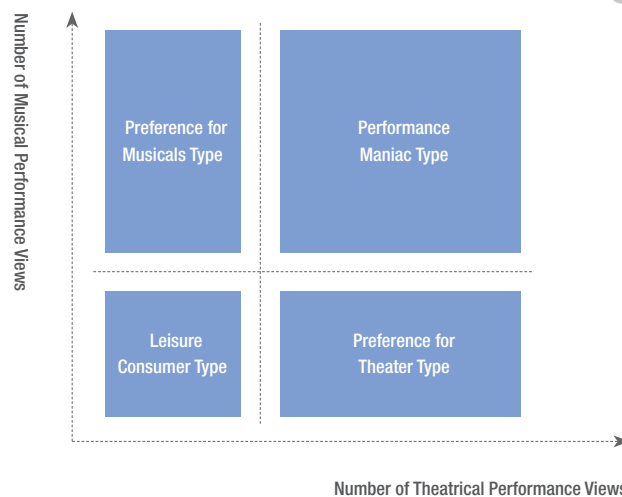 Number of Musical Performance Views
Preference for
Musicals Type
Performance
Maniac Type
Leisure
Consumer Type
Preference for
Theater Type
Number of Theatrical Performance Views